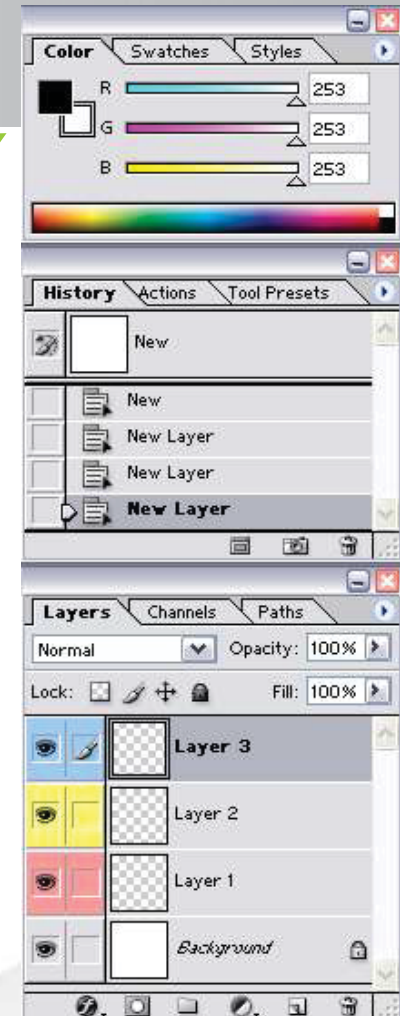 Color Swatches Styles
R 253
G 253
B 253
History Actions Tool Presets
New
New
New Layer
New Layer
New Layer
Layers Channels Paths
Normal Opacity: 100%
Lock: Fill: 100%
Layer 3
Layer 2
Layer 1
Background